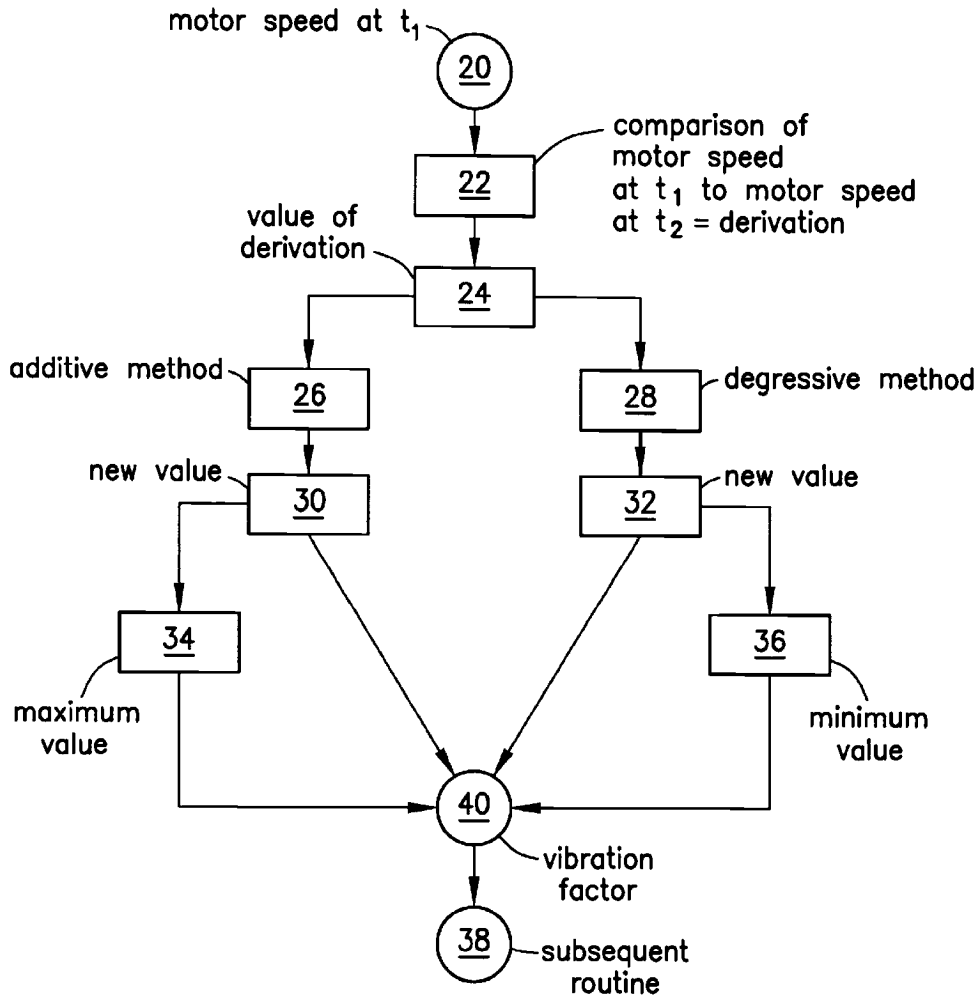 motor speed at t1
20
comparison of
motor speed
at t1 to motor speed
at t2 = derivation
22
value of
derivation
24
additive method
26
28
degressive method
new value
30
32
new value
34
36
maximum
value
minimum
value
40
vibration
factor
38
subsequent
routine